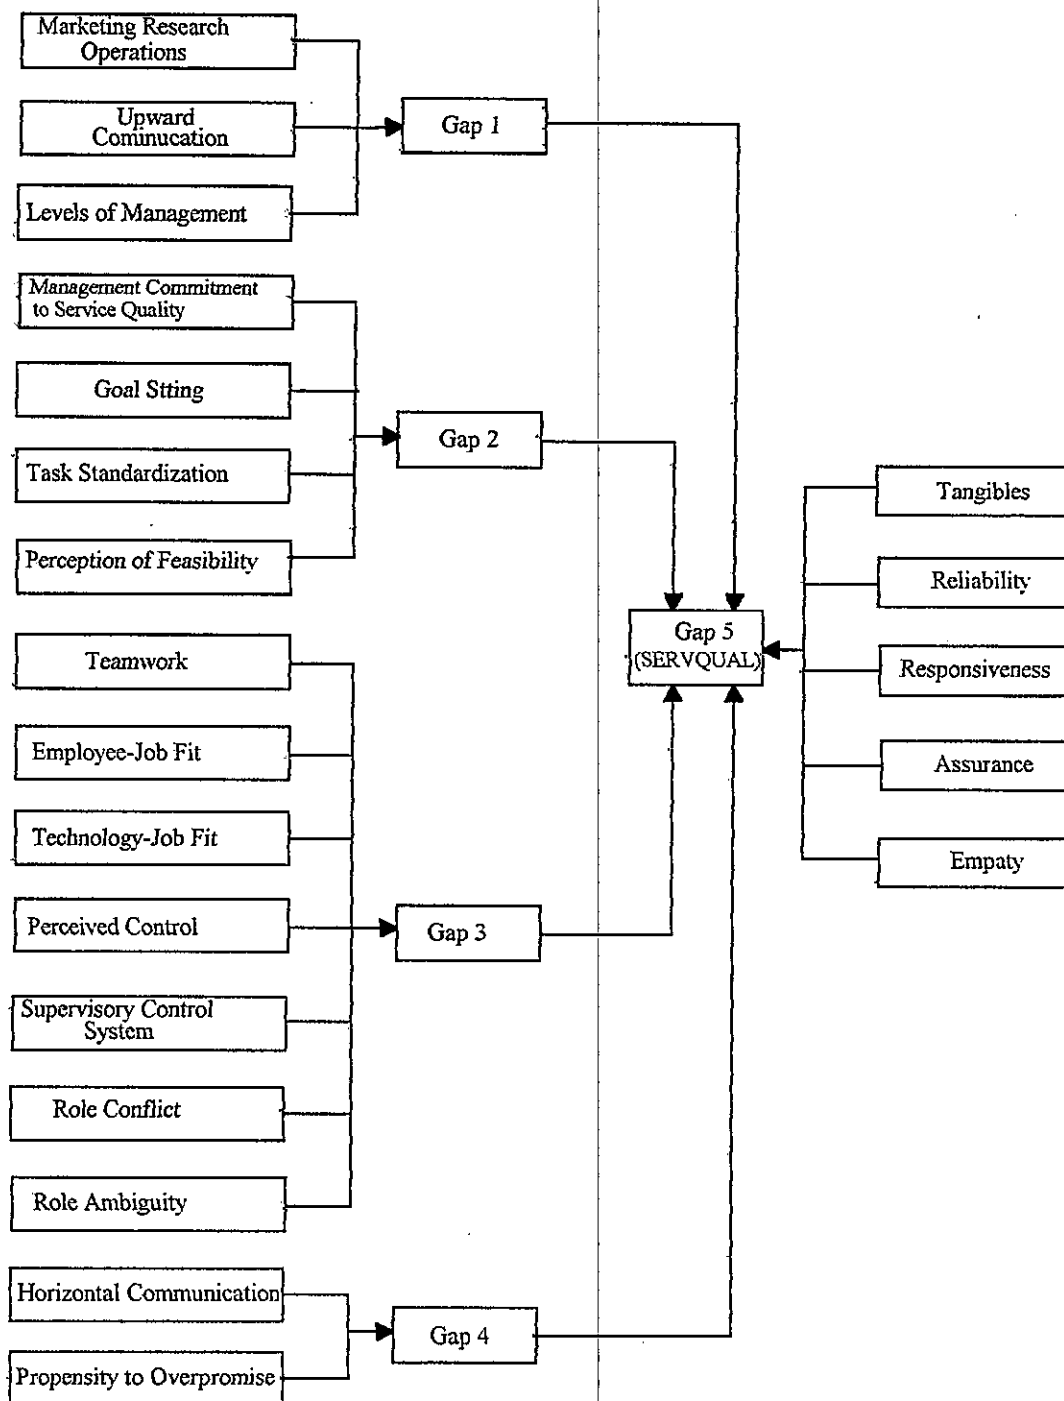 Marketing Research
Operations
Upward
Cominucation
Gap 1
Levels of Management
Management Commitment
to Service Quality
Goal Stting
Gap 2
Task Standardization
Perception of Feasibility
Tangibles
Reliability
Gap 5
(SERVQUAL)
Responsiveness
Assurance
Empaty
Teamwork
Employee-Job Fit
Technology-Job Fit
Perceived Control
Gap 3
Supervisory Control
System
Role Conflict
Role Ambiguity
Horizontal Communication
Gap 4
Propensity to Overpromise